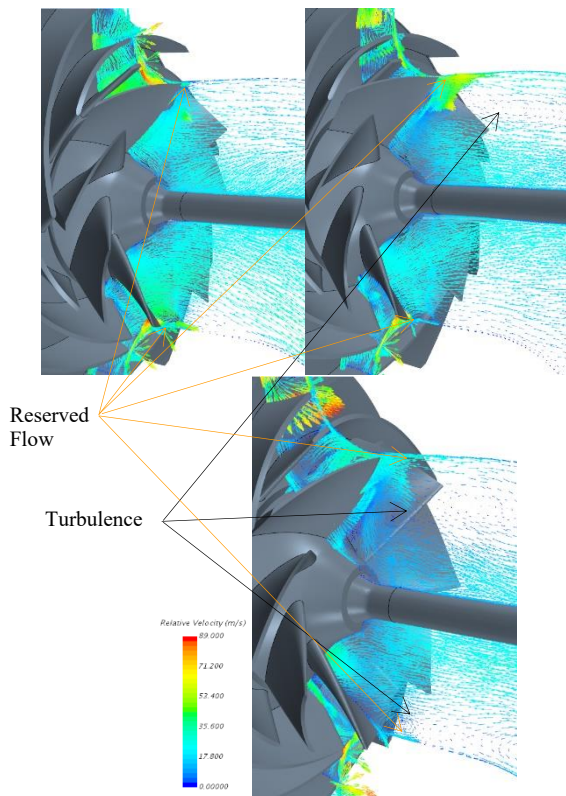 Reserved
Flow
Turbulence
Relative Velocity (m/s)
89.000
71.200
53.400
35.600
17.800
0.00000